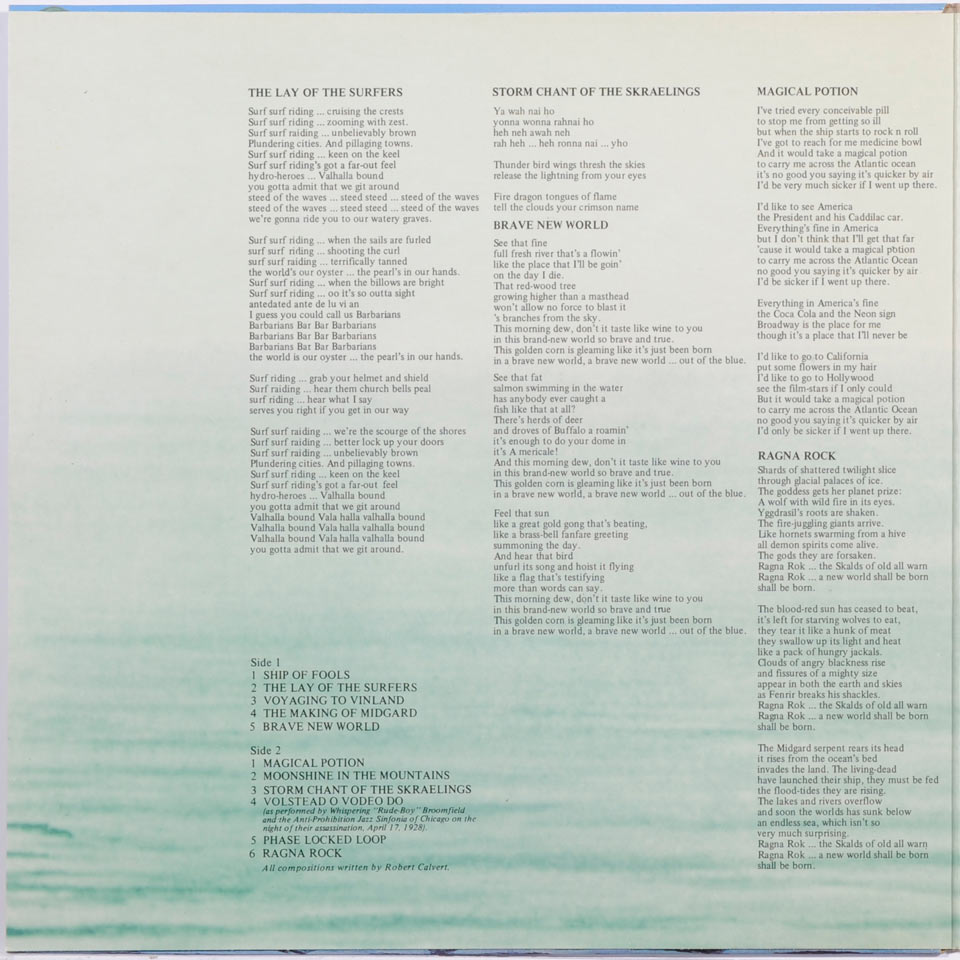 THE LAY OF THE SURFERS
Surf surf riding ... cruising the crests
Surf surf riding ... zooming with zest.
Surf surf raiding ... unbelievably brown
Plundering cities. And pillaging towns.
Surf surf riding ... keen on the keel
Surf surf riding's got a far-out feel
hydro-heroes ... Valhalla bound
you gotta admit that we git around
steed of the waves ... steed steed ... steed of the waves
steed of the waves ... steed steed ... steed of the waves
we're gonna ride you to our watery graves.
Surf surf riding ... when the sails are furled
surf surf riding ... shooting the curl
surf surf raiding ... terrifically tanned
the world's our oyster ... the pearl's in our hands.
Surf surf riding ... when the billows are bright
Surf surf riding ... oo it's so outta sight
antedated ante de lu vi an
I guess you could call us Barbarians
Barbarians Bar Bar Barbarians
Barbarians Bar Bar Barbarians
Barbarians Bar Bar Barbarians
the world is our oyster ... the pearl's in our hands.
Surf riding ... grab your helmet and shield
Surf raiding ... hear them church bells peal
surf riding ... hear what I say
serves you right if you get in our way
Surf surf raiding ... we're the scourge of the shores
Surf surf raiding ... better lock up your doors
Surf surf raiding ... unbelievably brown
Plundering cities. And pillaging towns.
Surf surf riding ... keen on the keel
Surf surf riding's got a far-out feel
hydro-heroes ... Valhalla bound
you gotta admit that we git around
Valhalla bound Vala halla valhalla bound
Valhalla bound Vala halla valhalla bound
Valhalla bound Vala halla valhalla bound
you gotta admit that we git around.
Side 1
1 SHIP OF FOOLS
2 THE LAY OF THE SURFERS
3 VOYAGING TO VINLAND
4 THE MAKING OF MIDGARD
5 BRAVE NEW WORLD
Side 2
1 MAGICAL POTION
2 MOONSHINE IN THE MOUNTAINS
3 STORM CHANT OF THE SKRAELINGS
4 VOLSTEAD O VODEO DO
(as performed by Whispering "Rude-Boy" Broomfield
and the Anti-Prohibition Jazz Sinfonia of Chicago on the
night of their assassination, April 17, 1928).
5 PHASE LOCKED LOOP
6 RAGNA ROCK
All compositions written by Robert Calvert.
STORM CHANT OF THE SKRAELINGS
Ya wah nai ho
yonna wonna rahnai ho
heh neh awah neh
rah heh ... heh ronna nai ... yho
Thunder bird wings thresh the skies
release the lightning from your eyes
Fire dragon tongues of flame
tell the clouds your crimson name
BRAVE NEW WORLD
See that fine
full fresh river that's a flowin'
like the place that I'll be goin'
on the day I die.
That red-wood tree
growing higher than a masthead
won't allow no force to blast it
's branches from the sky.
This morning dew, don't it taste like wine to you
in this brand-new world so brave and true.
This golden corn is gleaming like it's just been born
in a brave new world, a brave new world ... out of the blue.
See that fat
salmon swimming in the water
has anybody ever caught a
fish like that at all?
There's herds of deer
and droves of Buffalo a roamin'
it's enough to do your dome in
it's A mericale!
And this morning dew, don't it taste like wine to you
in this brand-new world so brave and true.
This golden corn is gleaming like it's just been born
in a brave new world, a brave new world ... out of the blue.
Feel that sun
like a great gold gong that's beating,
like a brass-bell fanfare greeting
summoning the day.
And hear that bird
unfurl its song and hoist it flying
like a flag that's testifying
more than words can say.
This morning dew, don't it taste like wine to you
in this brand-new world so brave and true
This golden corn is gleaming like it's just been born
in a brave new world, a brave new world ... out of the blue.
MAGICAL POTION
I've tried every conceivable pill
to stop me from getting so ill
but when the ship starts to rock n roll
I've got to reach for me medicine bowl
And it would take a magical potion
to carry me across the Atlantic ocean
it's no good you saying it's quicker by air
I'd be very much sicker if I went up there.
I'd like to see America
the President and his Caddilac car.
Everything's fine in America
but I don't think that I'll get that far
'cause it would take a magical potion
to carry me across the Atlantic Ocean
no good you saying it's quicker by air
I'd be sicker if I went up there.
Everything in America's fine
the Coca Cola and the Neon sign
Broadway is the place for me
though it's a place that I'll never be
I'd like to go to California
put some flowers in my hair
I'd like to go to Hollywood
see the film-stars if I only could
But it would take a magical potion
to carry me across the Atlantic Ocean
no good you saying it's quicker by air
I'd only be sicker if I went up there.
RAGNA ROCK
Shards of shattered twilight slice
through glacial palaces of ice.
The goddess gets her planet prize:
A wolf with wild fire in its eyes.
Yggdrasil's roots are shaken.
The fire-juggling giants arrive.
Like hornets swarming from a hive
all demon spirits come alive.
The gods they are forsaken.
Ragna Rok ... the Skalds of old all warn
Ragna Rok ... a new world shall be born
shall be born.
The blood-red sun has ceased to beat,
it's left for starving wolves to eat,
they tear it like a hunk of meat
they swallow up its light and heat
like a pack of hungry jackals.
Clouds of angry blackness rise
and fissures of a mighty size
appear in both the earth and skies
as Fenrir breaks his shackles.
Ragna Rok ... the Skalds of old all warn
Ragna Rok ... a new world shall be born
shall be born.
The Midgard serpent rears its head
it rises from the ocean's bed
invades the land. The living-dead
have launched their ship, they must be fed
the flood-tides they are rising.
The lakes and rivers overflow
and soon the worlds has sunk below
an endless sea, which isn't so
very much surprising.
Ragna Rok ... the Skalds of old all warn
Ragna Rok ... a new world shall be born
shall be born.